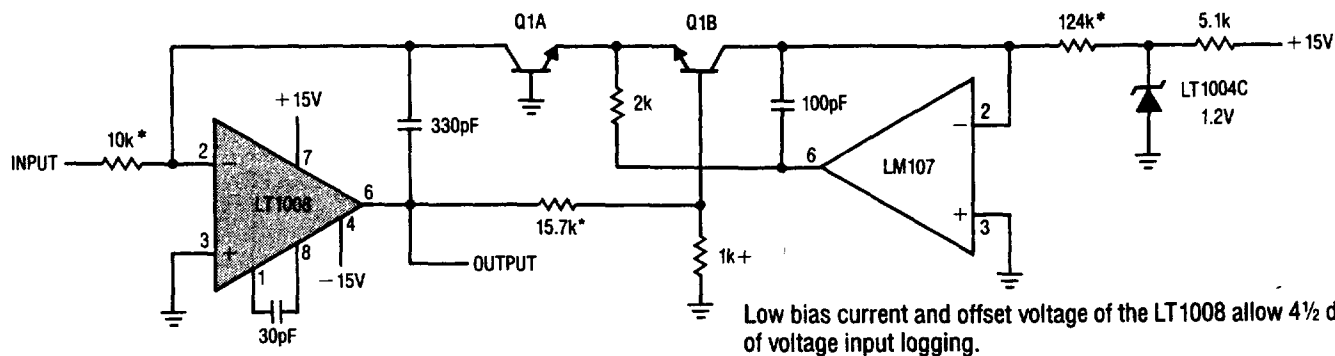 Q1A
Q1B
124k*
5.1k
+15V
LT1004C
1.2V
2k
100pF
2
−
+15V
330pF
10k*
INPUT
2
−
7
6
LM107
LT1008
6
4
15.7k*
+
3
3
+
8
1
−15V
OUTPUT
1k+
30pF
Low bias current and offset voltage of the LT1008 allow 4½ d
of voltage input logging.